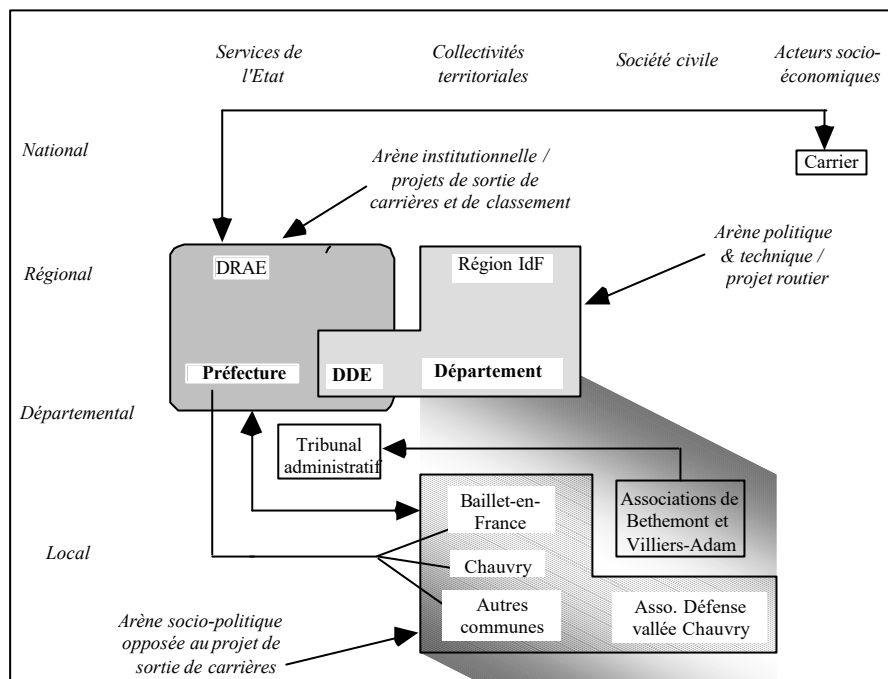 Services de
l'Etat
Collectivités
territoriales
Société civile
Acteurs socio-
économiques
National
Carrier
Arène institutionnelle /
projets de sortie de
carrières et de classement
Arène politique
& technique /
projet routier
Régional
DRAE
Région IdF
Préfecture
DDE
Département
Départemental
Tribunal
administratif
Associations de
Bethemont et
Villiers-Adam
Baillet-en-
France
Local
Chauvry
Autres
communes
Asso. Défense
vallée Chauvry
Arène socio-politique
opposée au projet de
sortie de carrières